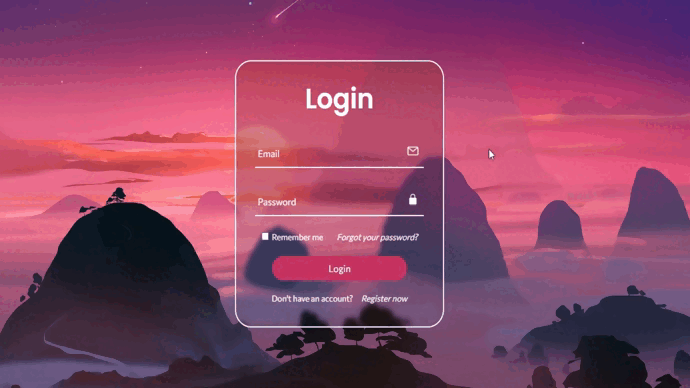 Login
Email
Password
Remember me Forgot your password?
Login
Don't have an account? Register now